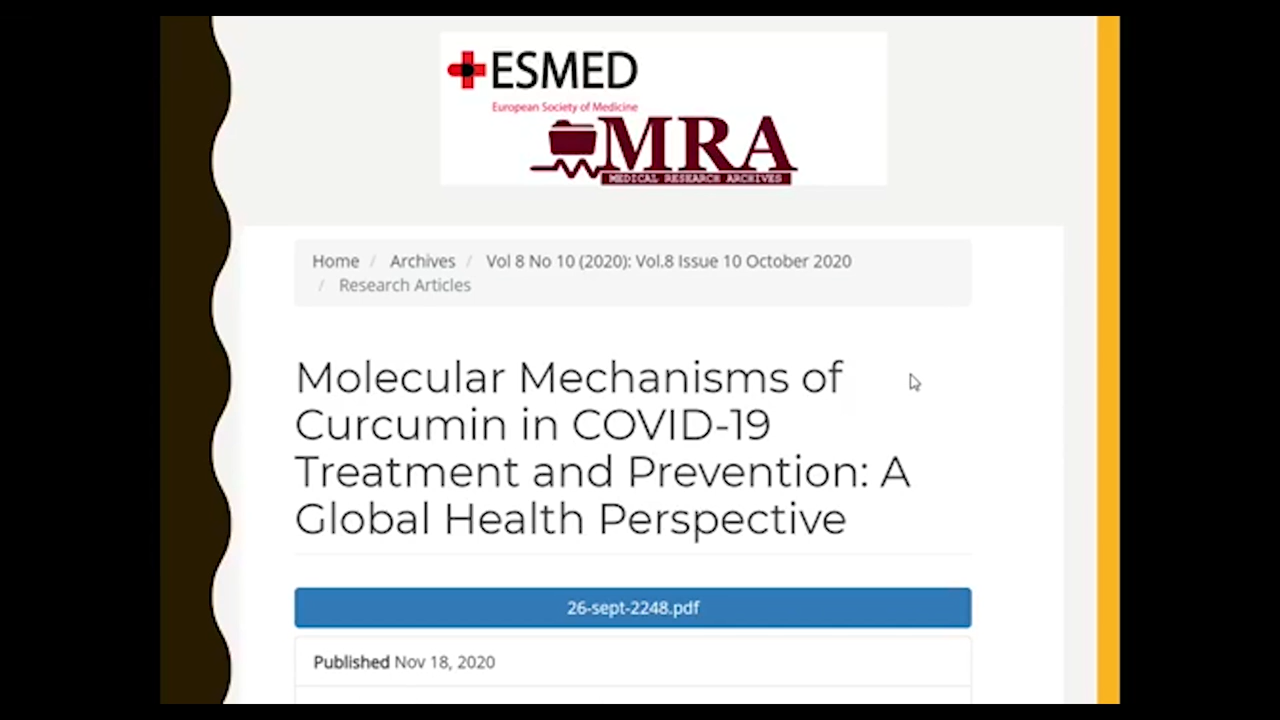 ESMED
European Society of Medicine
MRA
MEDICAL RESEARCH ARCHIVES
Home / Archives / Vol 8 No 10 (2020): Vol.8 Issue 10 October 2020
/ Research Articles
Molecular Mechanisms of
Curcumin in COVID-19
Treatment and Prevention: A
Global Health Perspective
26-sept-2248.pdf
Published Nov 18, 2020